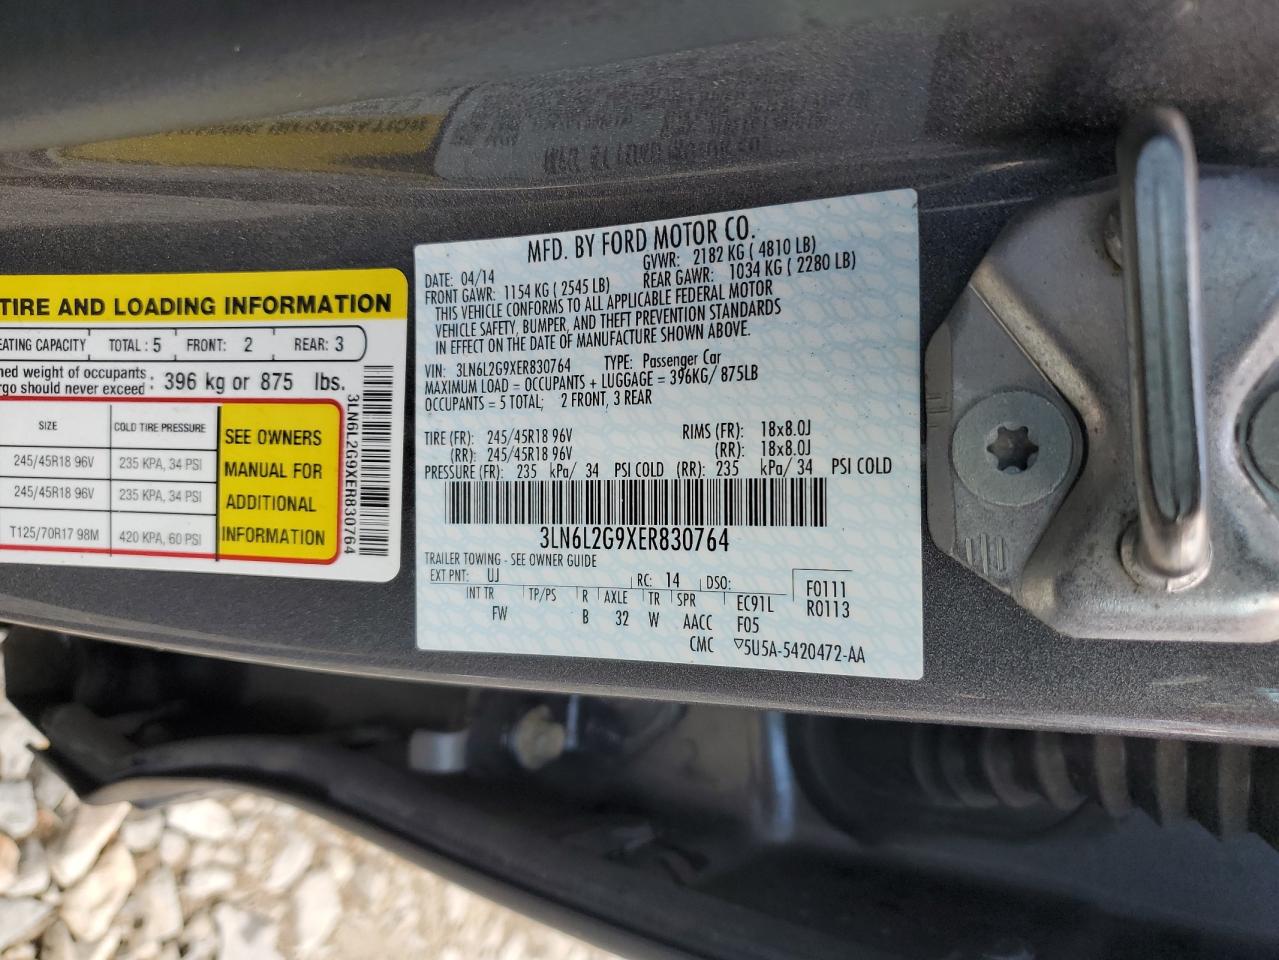 TIRE AND LOADING INFORMATION
EATING CAPACITY TOTAL : 5 FRONT: 2 REAR: 3
ned weight of occupants
rgo should never exceed : 396 kg or 875 lbs.
SIZE COLD TIRE PRESSURE
245/45R18 96V 235 KPA, 34 PSI
245/45R18 96V 235 KPA, 34 PSI
T125/70R17 98M 420 KPA, 60 PSI
SEE OWNERS
MANUAL FOR
ADDITIONAL
INFORMATION
3LN6L2G9XER830764
MFD. BY FORD MOTOR CO.
DATE: 04/14 GVWR: 2182 KG ( 4810 LB)
FRONT GAWR: 1154 KG ( 2545 LB) REAR GAWR: 1034 KG ( 2280 LB)
THIS VEHICLE CONFORMS TO ALL APPLICABLE FEDERAL MOTOR
VEHICLE SAFETY, BUMPER, AND THEFT PREVENTION STANDARDS
IN EFFECT ON THE DATE OF MANUFACTURE SHOWN ABOVE.
VIN: 3LN6L2G9XER830764 TYPE: Passenger Car
MAXIMUM LOAD = OCCUPANTS + LUGGAGE = 396KG/ 875LB
OCCUPANTS = 5 TOTAL; 2 FRONT, 3 REAR
TIRE (FR): 245/45R18 96V RIMS (FR): 18x8.0J
(RR): 245/45R18 96V (RR): 18x8.0J
PRESSURE (FR): 235 kPa/ 34 PSI COLD (RR): 235 kPa/ 34 PSI COLD
3LN6L2G9XER830764
TRAILER TOWING - SEE OWNER GUIDE
EXT PNT: UJ RC: 14 DSO: F0111
INT TR TP/PS R AXLE TR SPR EC91L R0113
FW B 32 W AACC F05
CMC ▽5U5A-5420472-AA